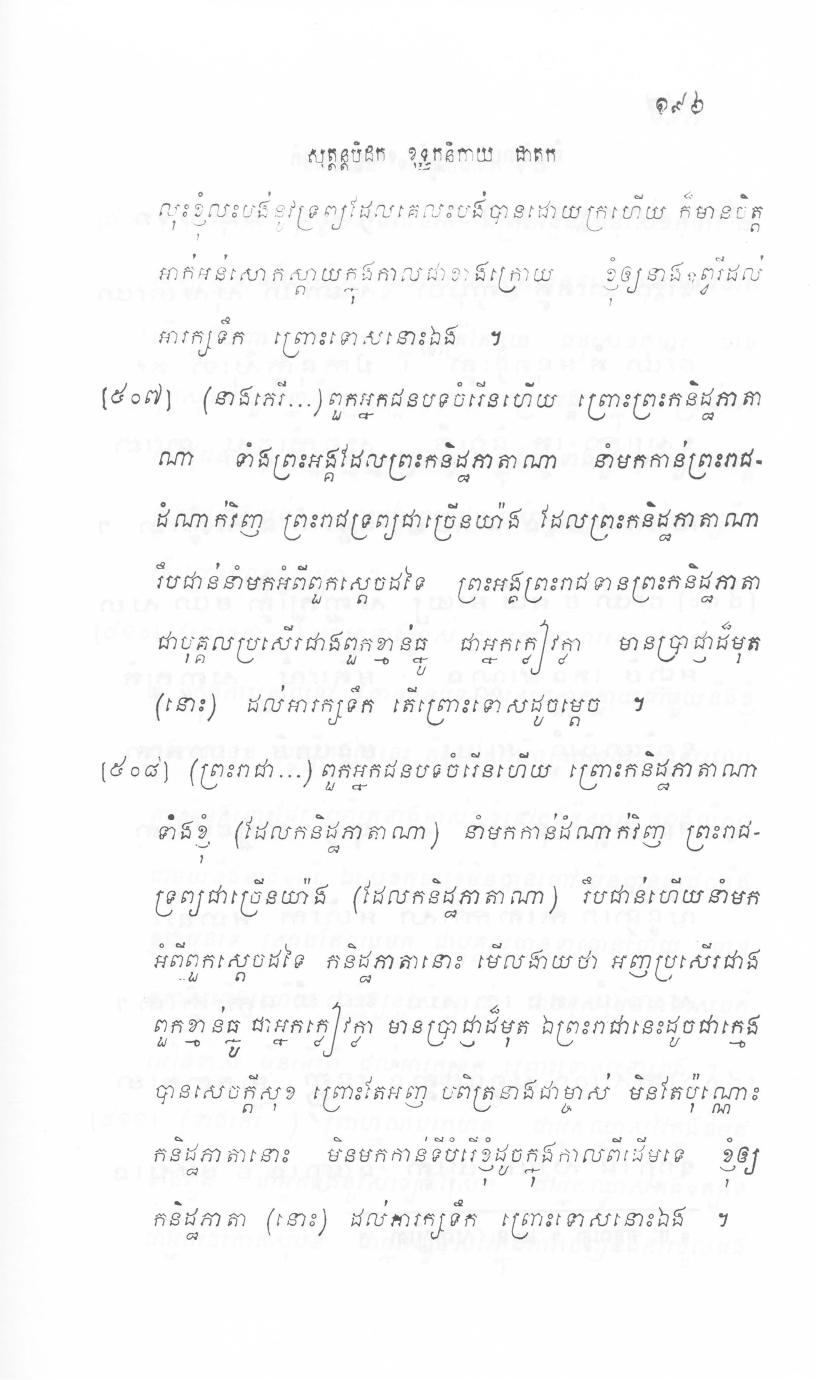 ១៩៦
សុត្តន្តបិដក ខុទ្ទកនិកាយ ជាតក
លុះខ្ញុំលះបង់នូវទ្រព្យដែលគេលះបង់បានដោយក្រហើយ ក៏មានចិត្ត
អាក់អន់សោកស្តាយក្នុងកាលជាខាងក្រោយ ខ្ញុំឲ្យនាងឧព្វរីដល់
អារក្សទឹក ព្រោះទោសនោះឯង ។
[៥០៧] (នាងភេរី...) ពួកអ្នកជនបទចំរើនហើយ ព្រោះព្រះកនិដ្ឋភាតា
ណា ទាំងព្រះអង្គដែលព្រះកនិដ្ឋភាតាណា នាំមកកាន់ព្រះរាជ-
ដំណាក់វិញ ព្រះរាជទ្រព្យជាច្រើនយ៉ាង ដែលព្រះកនិដ្ឋភាតាណា
រឹបជាន់នាំមកអំពីពួកស្តេចដទៃ ព្រះអង្គព្រះរាជទានព្រះកនិដ្ឋភាតា
ជាបុគ្គលប្រសើរជាងពួកខ្មាន់ធ្នូ ជាអ្នកក្លៀវក្លា មានប្រាជ្ញាដ៏មុត
(នោះ) ដល់អារក្សទឹក តើព្រោះទោសដូចម្តេច ។
[៥០៨] (ព្រះរាជា...) ពួកអ្នកជនបទចំរើនហើយ ព្រោះកនិដ្ឋភាតាណា
ទាំងខ្ញុំ (ដែលកនិដ្ឋភាតាណា) នាំមកកាន់ដំណាក់វិញ ព្រះរាជ-
ទ្រព្យជាច្រើនយ៉ាង (ដែលកនិដ្ឋភាតាណា) រឹបជាន់ហើយនាំមក
អំពីពួកស្តេចដទៃ កនិដ្ឋភាតានោះ មើលងាយថា អញប្រសើរជាង
ពួកខ្មាន់ធ្នូ ជាអ្នកក្លៀវក្លា មានប្រាជ្ញាដ៏មុត ឯព្រះរាជានេះដូចជាក្មេង
បានសេចក្តីសុខ ព្រោះតែអញ បពិត្រនាងជាម្ចាស់ មិនតែប៉ុណ្ណោះ
កនិដ្ឋភាតានោះ មិនមកកាន់ទីបំរើខ្ញុំដូចក្នុងកាលពីដើមទេ ខ្ញុំឲ្យ
កនិដ្ឋភាតា (នោះ) ដល់អារក្សទឹក ព្រោះទោសនោះឯង ។